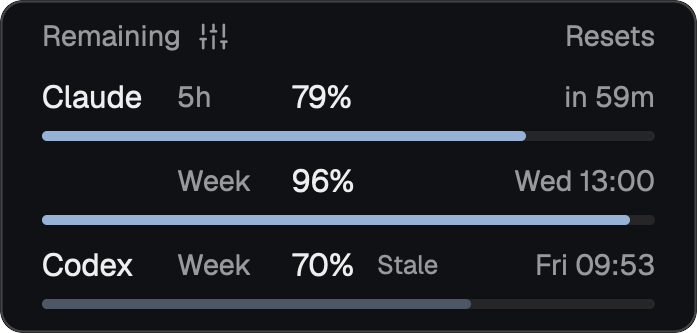 Remaining Resets
Claude 5h 79% in 59m
Week 96% Wed 13:00
Codex Week 70% Stale Fri 09:53